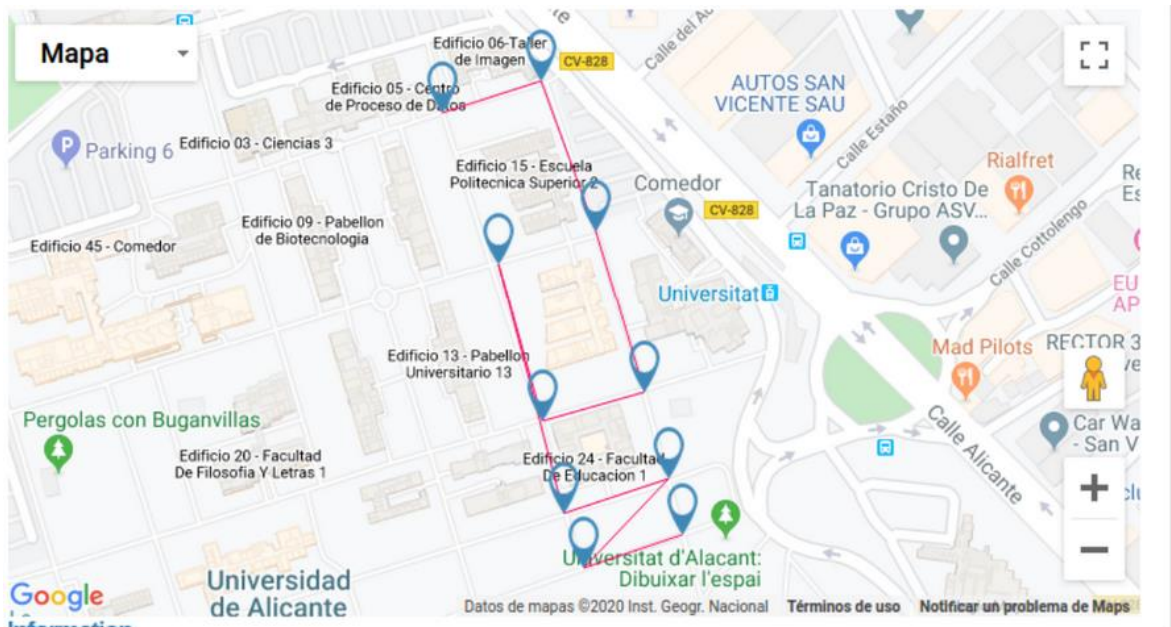 Mapa
Edificio 06-Taller
de Imagen
CV-828
Calle del
AUTOS SAN
VICENTE SAU
Edificio 05 - Centro
de Proceso de Datos
Calle Estaño
P
Parking 6
Edificio 03 - Ciencias 3
Edificio 15 - Escuela
Politecnica Superior 2
Comedor
Rialfret
Tanatorio Cristo De
La Paz - Grupo ASV...
CV-828
Edificio 09 - Pabellon
de Biotecnologia
Edificio 45 - Comedor
Calle Cottolengo
Universitat
EU
AP
Edificio 13 - Pabellon
Universitario 13
Mad Pilots
RECTOR 3
Pergolas con Buganvillas
Calle Alicante
Car Wa
- San V
Edificio 20 - Facultad
De Filosofia Y Letras 1
Edificio 24 - Facultad
De Educacion 1
+
−
Universitat d'Alacant:
Dibuixar l'espai
Universidad
de Alicante
Google
Datos de mapas ©2020 Inst. Geogr. Nacional
Términos de uso
Notificar un problema de Maps